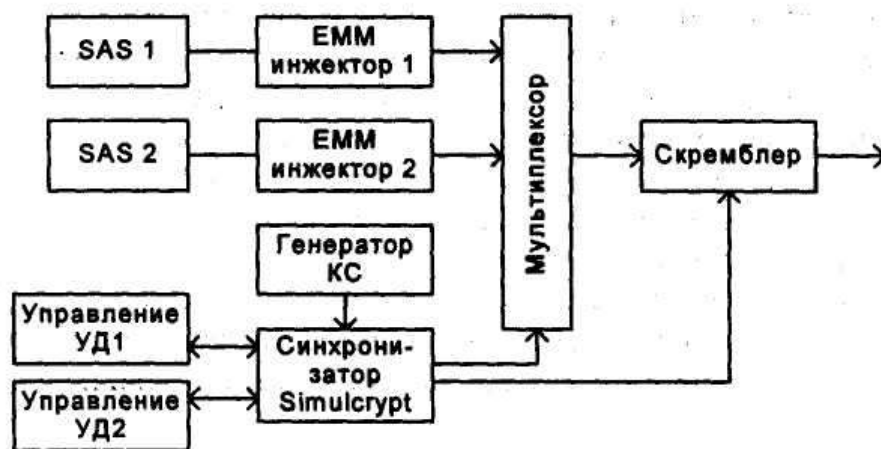 SAS 1
EMM
инжектор 1
SAS 2
EMM
инжектор 2
Мультиплексор
Скремблер
Генератор
КС
Управление
УД1
Управление
УД2
Синхрони-
затор
Simulcrypt